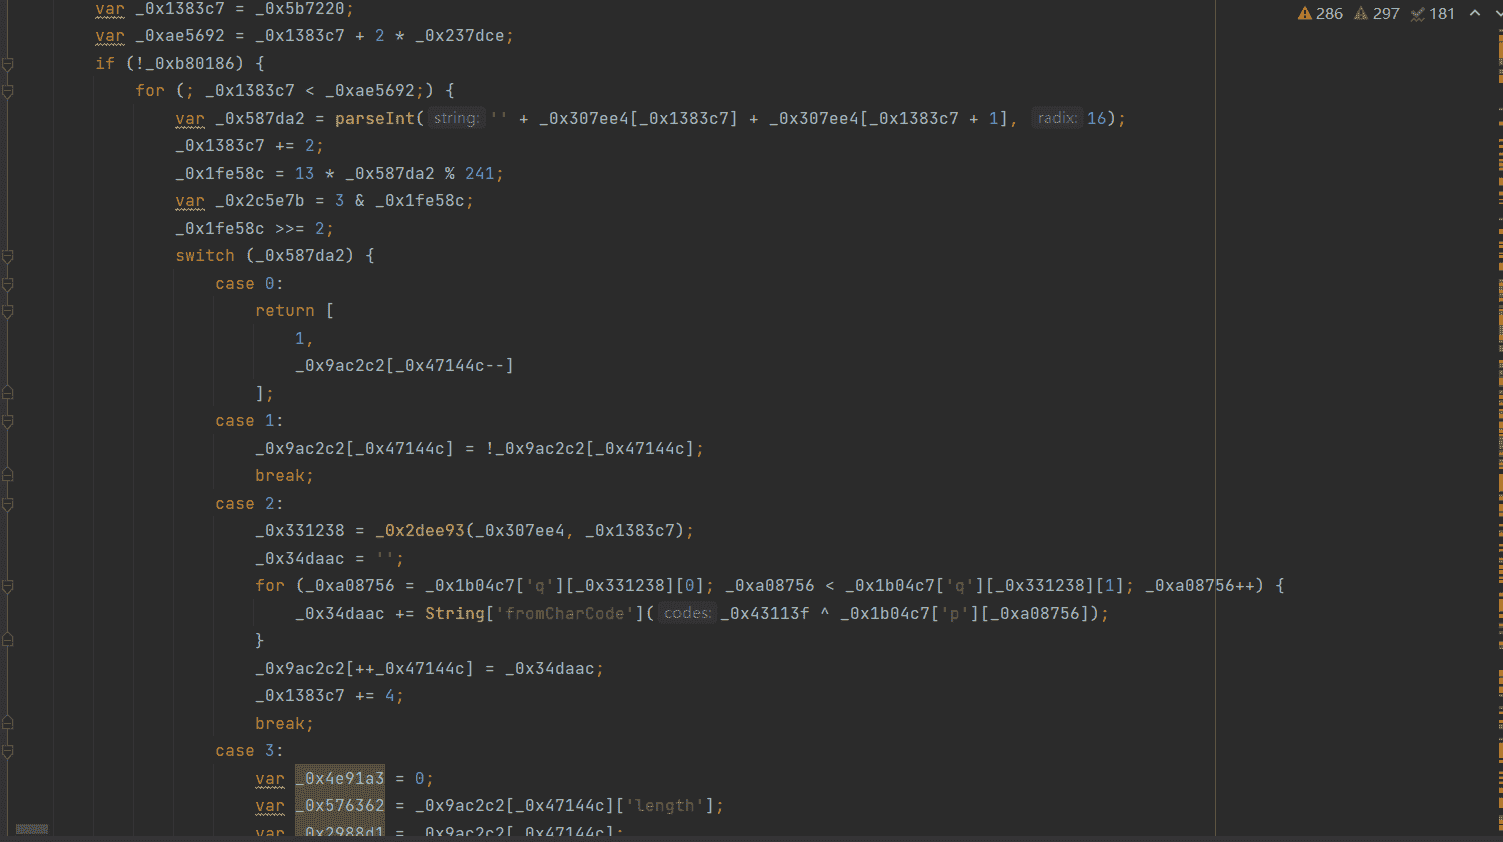 var _0x1383c7 = _0x5b7220;
286 297 181
var _0xae5692 = _0x1383c7 + 2 * _0x237dce;
if (!_0xb80186) {
for (; _0x1383c7 < _0xae5692;) {
var _0x587da2 = parseInt( string: '' + _0x307ee4[_0x1383c7] + _0x307ee4[_0x1383c7 + 1], radix: 16);
_0x1383c7 += 2;
_0x1fe58c = 13 * _0x587da2 % 241;
var _0x2c5e7b = 3 & _0x1fe58c;
_0x1fe58c >>= 2;
switch (_0x587da2) {
case 0:
return [
1,
_0x9ac2c2[_0x47144c--]
];
case 1:
_0x9ac2c2[_0x47144c] = !_0x9ac2c2[_0x47144c];
break;
case 2:
_0x331238 = _0x2dee93(_0x307ee4, _0x1383c7);
_0x34daac = '';
for (_0xa08756 = _0x1b04c7['q'][_0x331238][0]; _0xa08756 < _0x1b04c7['q'][_0x331238][1]; _0xa08756++) {
_0x34daac += String['fromCharCode']( codes: _0x43113f ^ _0x1b04c7['p'][_0xa08756]);
}
_0x9ac2c2[++_0x47144c] = _0x34daac;
_0x1383c7 += 4;
break;
case 3:
var _0x4e91a3 = 0;
var _0x576362 = _0x9ac2c2[_0x47144c]['length'];
var _0x2988d1 = _0x9ac2c2[_0x47144c];